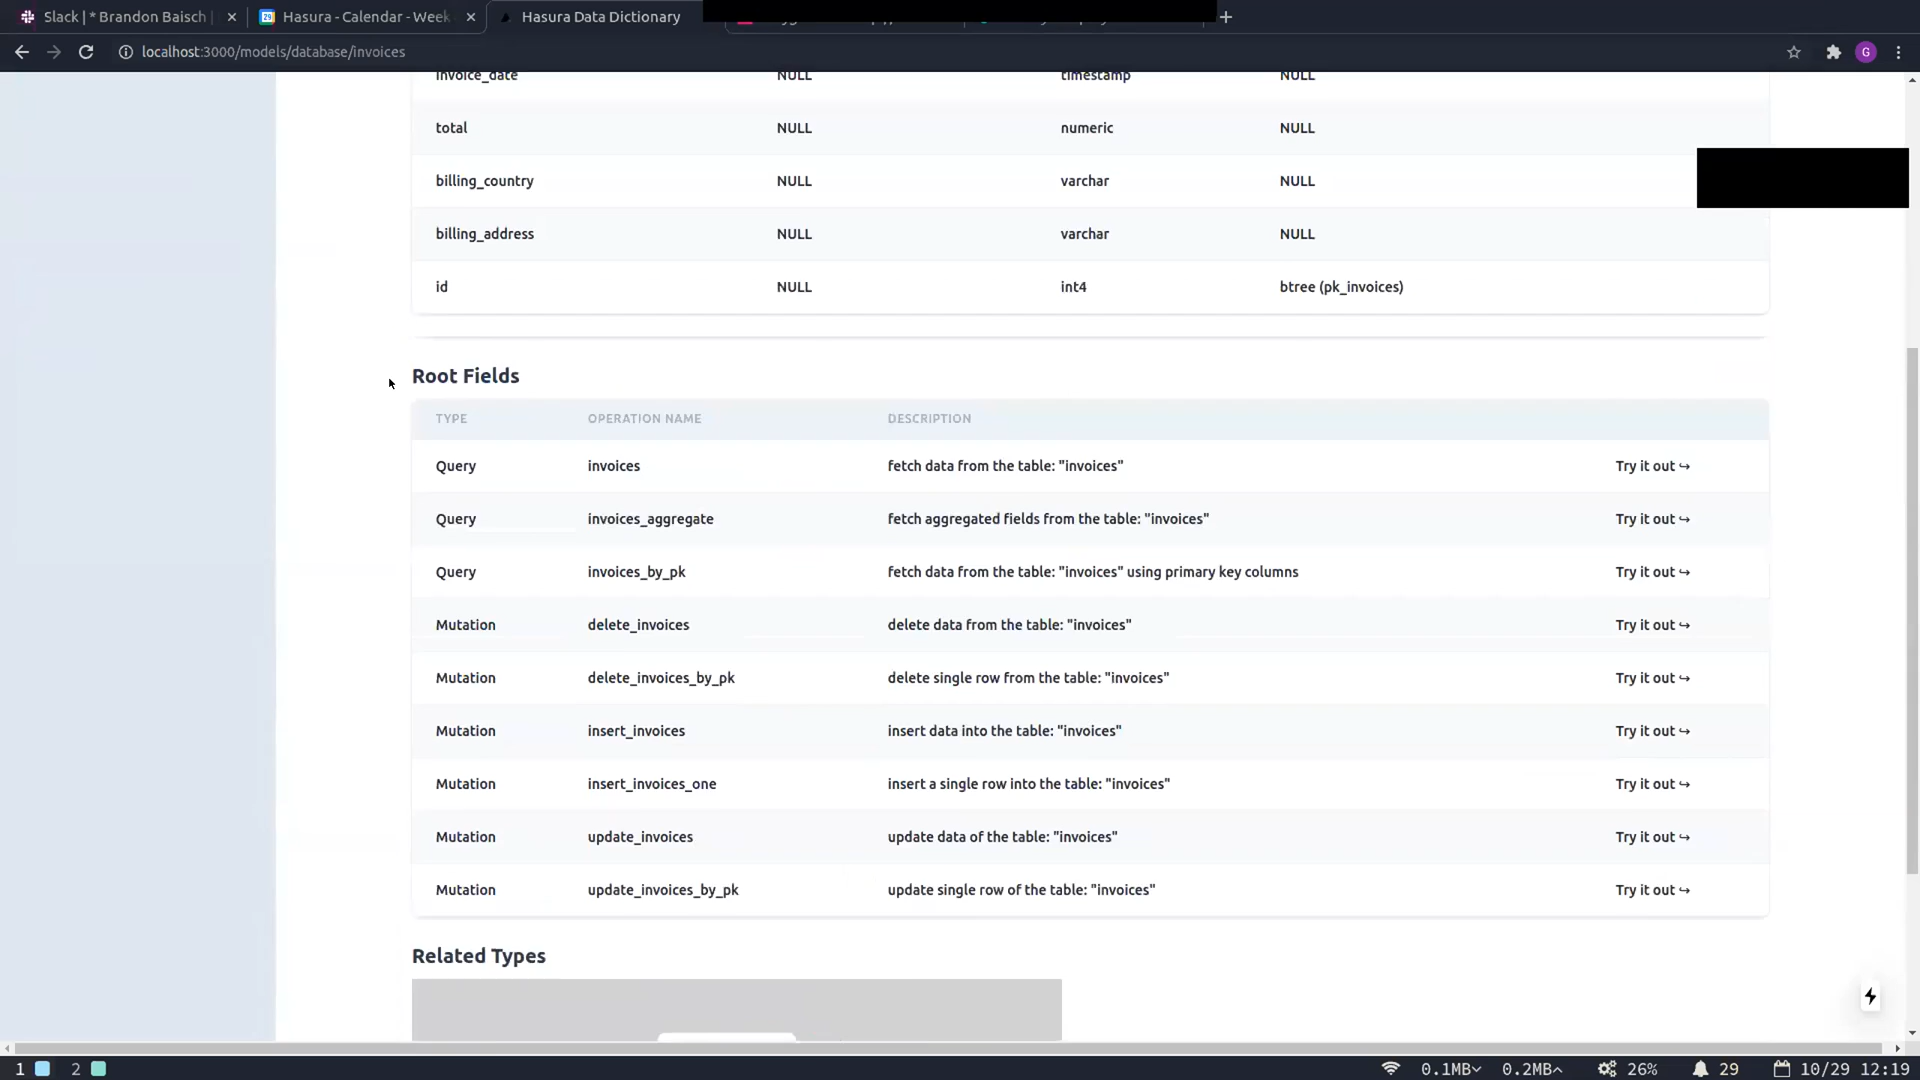 Slack | * Brandon Baisch
Hasura - Calendar - Week
Hasura Data Dictionary
localhost:3000/models/database/invoices
G
invoice_date NULL timestamp NULL
total NULL numeric NULL
billing_country NULL varchar NULL
billing_address NULL varchar NULL
id NULL int4 btree (pk_invoices)
Root Fields
TYPE OPERATION NAME DESCRIPTION
Query invoices fetch data from the table: "invoices" Try it out ↪
Query invoices_aggregate fetch aggregated fields from the table: "invoices" Try it out ↪
Query invoices_by_pk fetch data from the table: "invoices" using primary key columns Try it out ↪
Mutation delete_invoices delete data from the table: "invoices" Try it out ↪
Mutation delete_invoices_by_pk delete single row from the table: "invoices" Try it out ↪
Mutation insert_invoices insert data into the table: "invoices" Try it out ↪
Mutation insert_invoices_one insert a single row into the table: "invoices" Try it out ↪
Mutation update_invoices update data of the table: "invoices" Try it out ↪
Mutation update_invoices_by_pk update single row of the table: "invoices" Try it out ↪
Related Types
1 2 0.1MB 0.2MB 26% 29 10/29 12:19